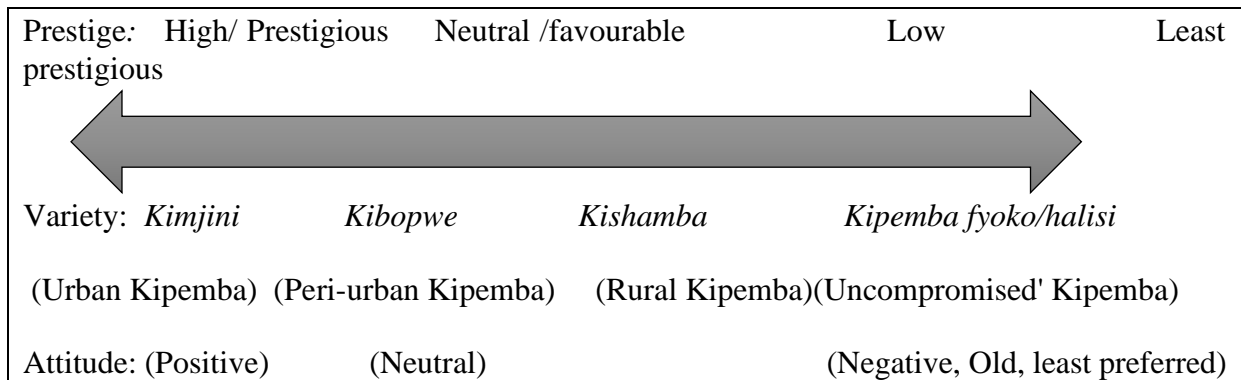 Prestige: High/ Prestigious Neutral /favourable Low Least
prestigious
Variety: Kimjini Kibopwe Kishamba Kipemba fyoko/halisi
(Urban Kipemba) (Peri-urban Kipemba) (Rural Kipemba)(Uncompromised' Kipemba)
Attitude: (Positive) (Neutral) (Negative, Old, least preferred)